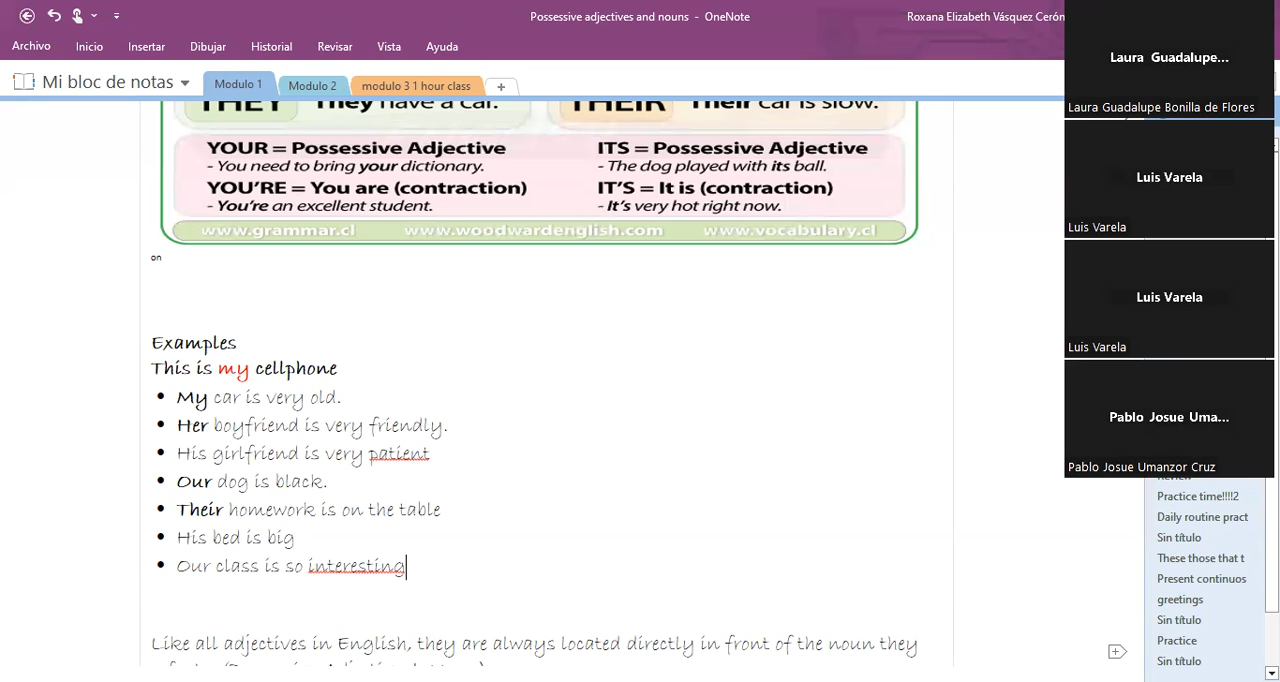 Possessive adjectives and nouns - OneNote
Roxana Elizabeth Vásquez Cerón
Archivo Inicio Insertar Dibujar Historial Revisar Vista Ayuda
Mi bloc de notas Modulo 1 Modulo 2 modulo 3 1 hour class
THEY They have a car. THEIR Their car is slow.
YOUR = Possessive Adjective
- You need to bring your dictionary.
YOU'RE = You are (contraction)
- You're an excellent student.
ITS = Possessive Adjective
- The dog played with its ball.
IT'S = It is (contraction)
- It's very hot right now.
www.grammar.cl www.woodwardenglish.com www.vocabulary.cl
on
Examples
This is my cellphone
• My car is very old.
• Her boyfriend is very friendly.
• His girlfriend is very patient
• Our dog is black.
• Their homework is on the table
• His bed is big
• Our class is so interesting
Like all adjectives in English, they are always located directly in front of the noun they
Laura Guadalupe...
Laura Guadalupe Bonilla de Flores
Luis Varela
Luis Varela
Luis Varela
Luis Varela
Pablo Josue Uma...
Pablo Josue Umanzor Cruz
Review
Practice time!!!!2
Daily routine pract
Sin título
These those that t
Present continuos
greetings
Sin título
Practice
Sin título